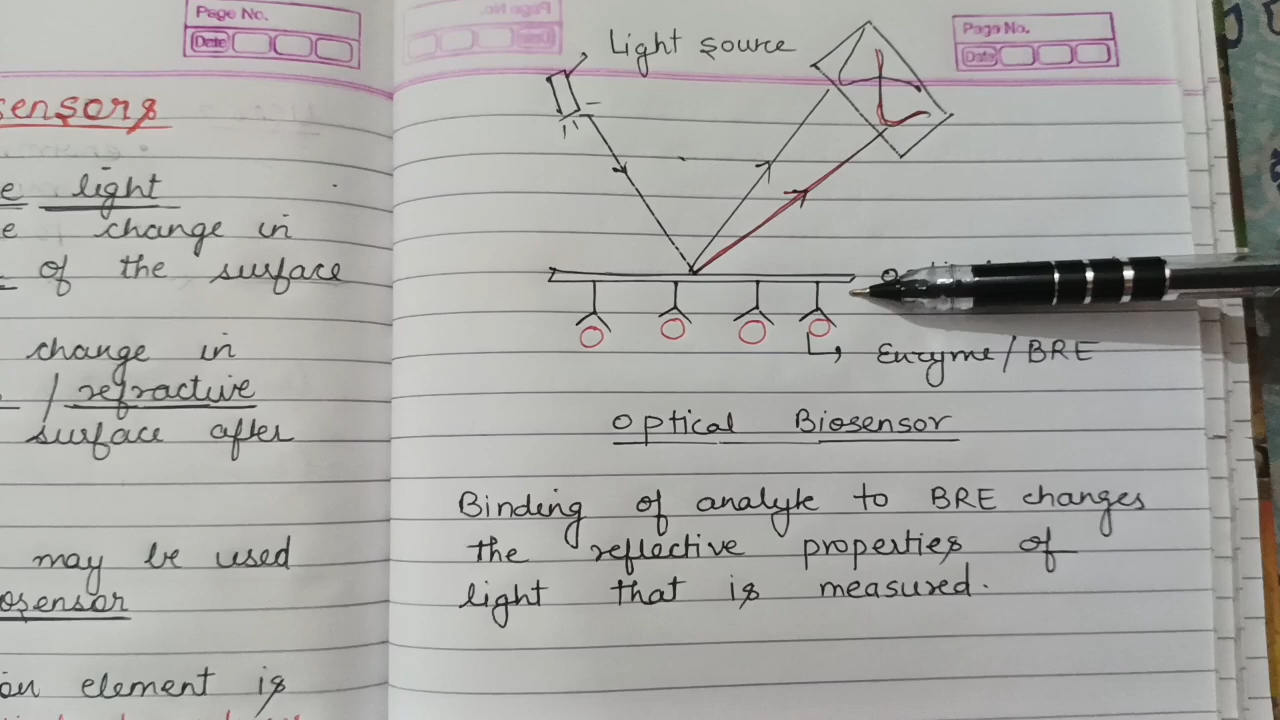 Page No.
Date
sensors
e light
e change in
of the surface
change in
/ refractive
surface after
may be used
osensor
on element is
Page No.
Date
Light source
Enzyme/BRE
Optical Biosensor
Binding of analyte to BRE changes
the reflective properties of
light that is measured.